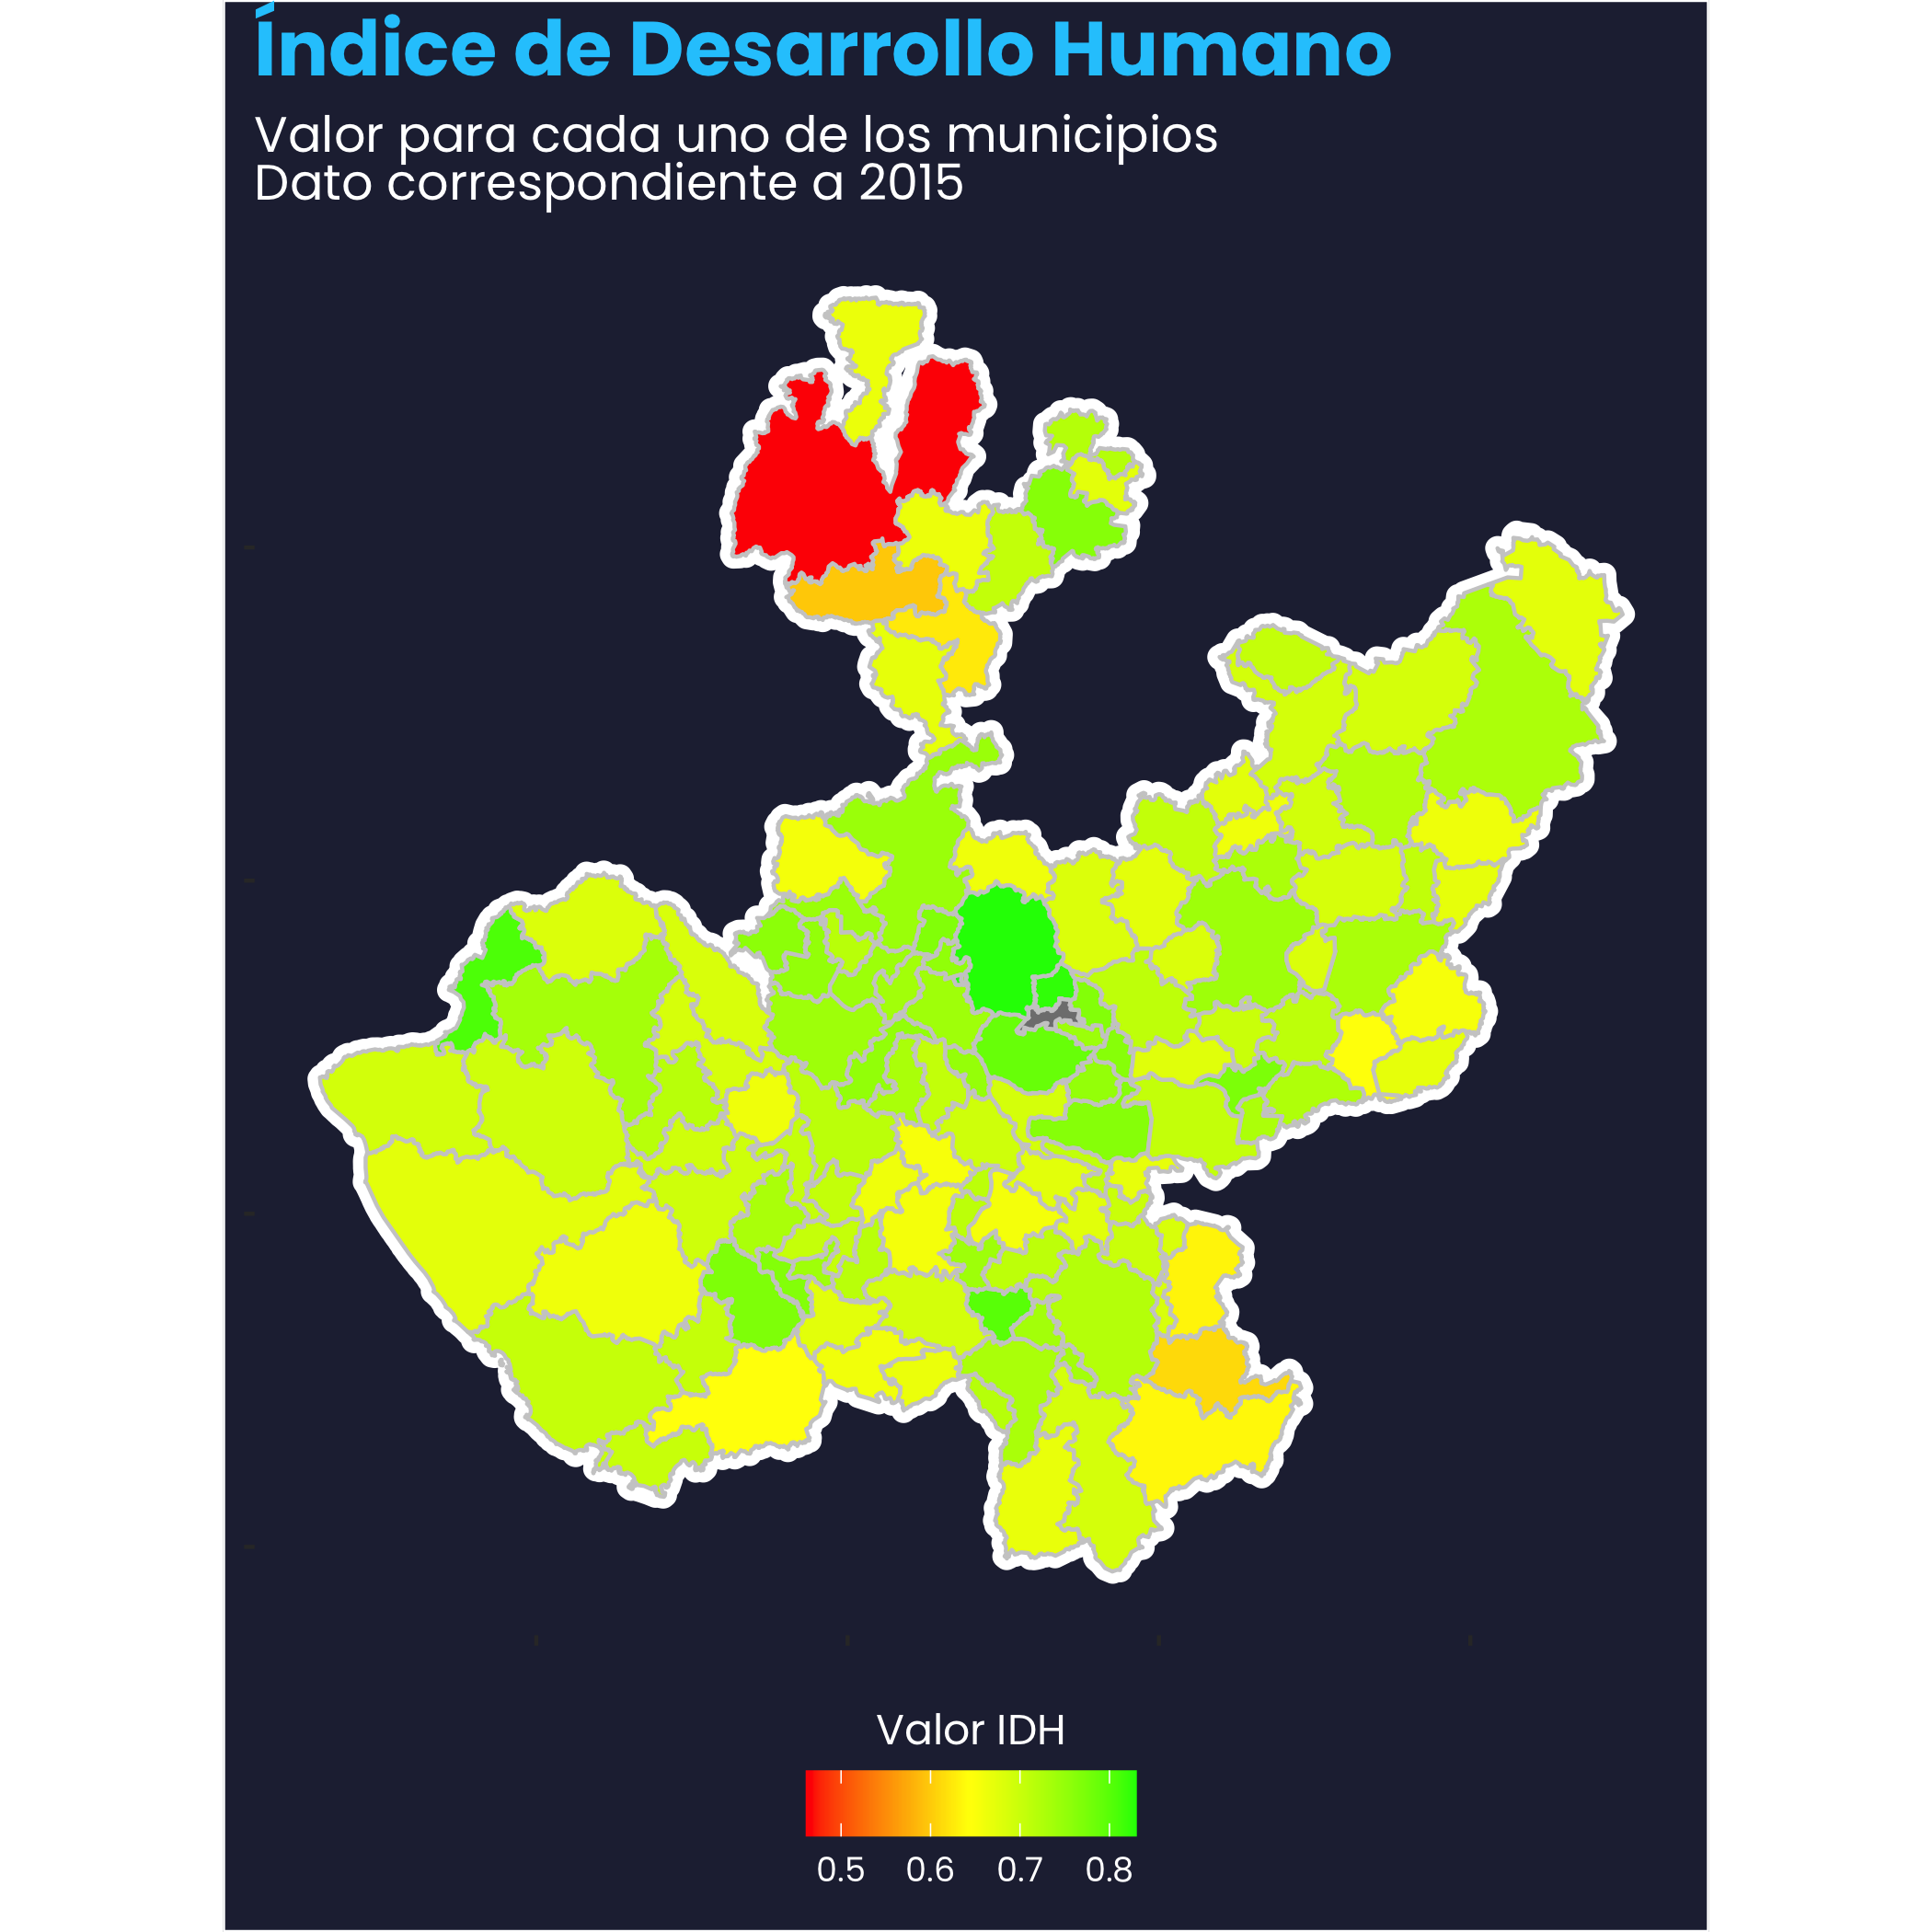 Índice de Desarrollo Humano
Valor para cada uno de los municipios
Dato correspondiente a 2015
Valor IDH
0.5 0.6 0.7 0.8